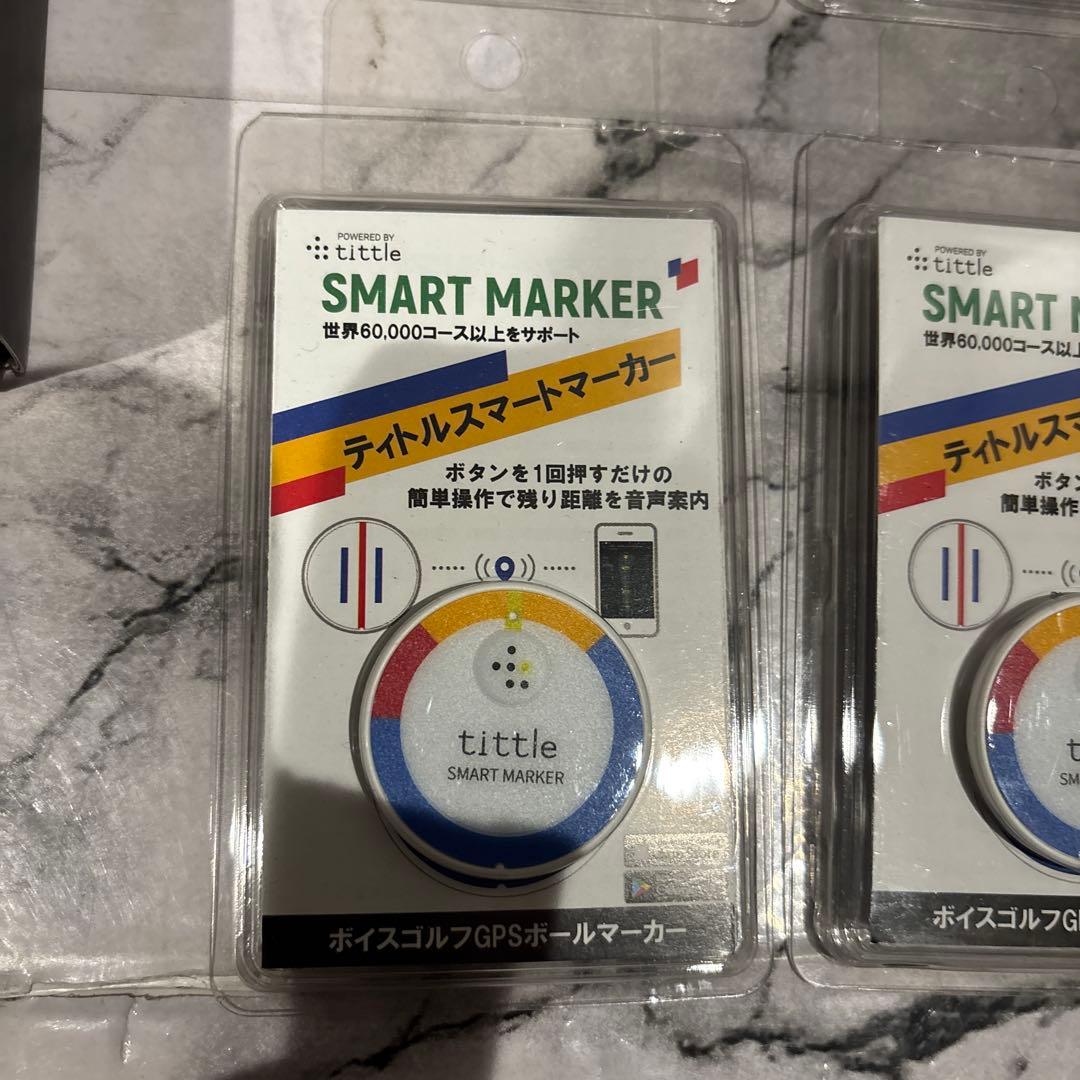 POWERED BY
tittle
SMART MARKER
世界60,000コース以上をサポート
ティトルスマートマーカー
ボタンを1回押すだけの
簡単操作で残り距離を音声案内
tittle
SMART MARKER
ボイスゴルフGPSボールマーカー
POWERED BY
tittle
SMART
世界60,000コース以
ティトルスマ
ボタ
簡単操作
ボイスゴルフG